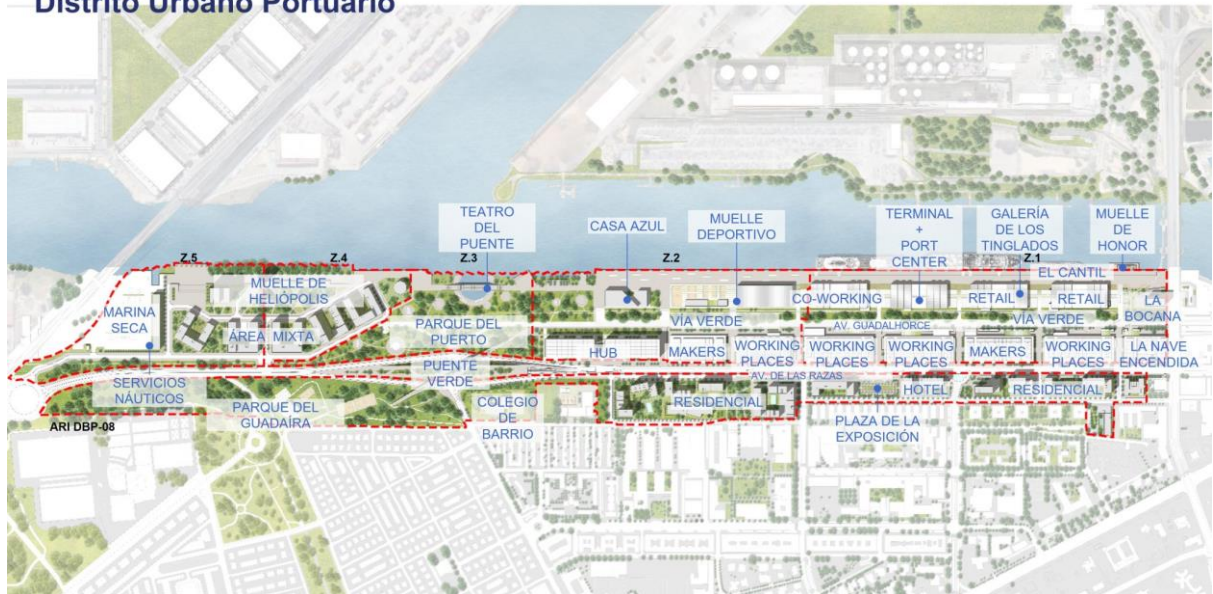 Distrito Urbano Portuario
TEATRO
DEL
PUENTE
CASA AZUL
MUELLE
DEPORTIVO
TERMINAL
+
PORT
CENTER
GALERÍA
DE LOS
TINGLADOS
MUELLE
DE
HONOR
Z.5
Z.4
Z.3
Z.2
Z.1
MUELLE DE
HELIÓPOLIS
EL CANTIL
MARINA
SECA
CO-WORKING
RETAIL
RETAIL
LA
BOCANA
ÁREA
MIXTA
PARQUE DEL
PUERTO
VÍA VERDE
AV. GUADALHORCE
VÍA VERDE
HUB
MAKERS
WORKING
PLACES
WORKING
PLACES
WORKING
PLACES
MAKERS
WORKING
PLACES
LA NAVE
ENCENDIDA
PUENTE
VERDE
AV. DE LAS RAZAS
SERVICIOS
NÁUTICOS
PARQUE DEL
GUADAÍRA
COLEGIO
DE
BARRIO
RESIDENCIAL
HOTEL
RESIDENCIAL
PLAZA DE LA
EXPOSICIÓN
ARI DBP-08